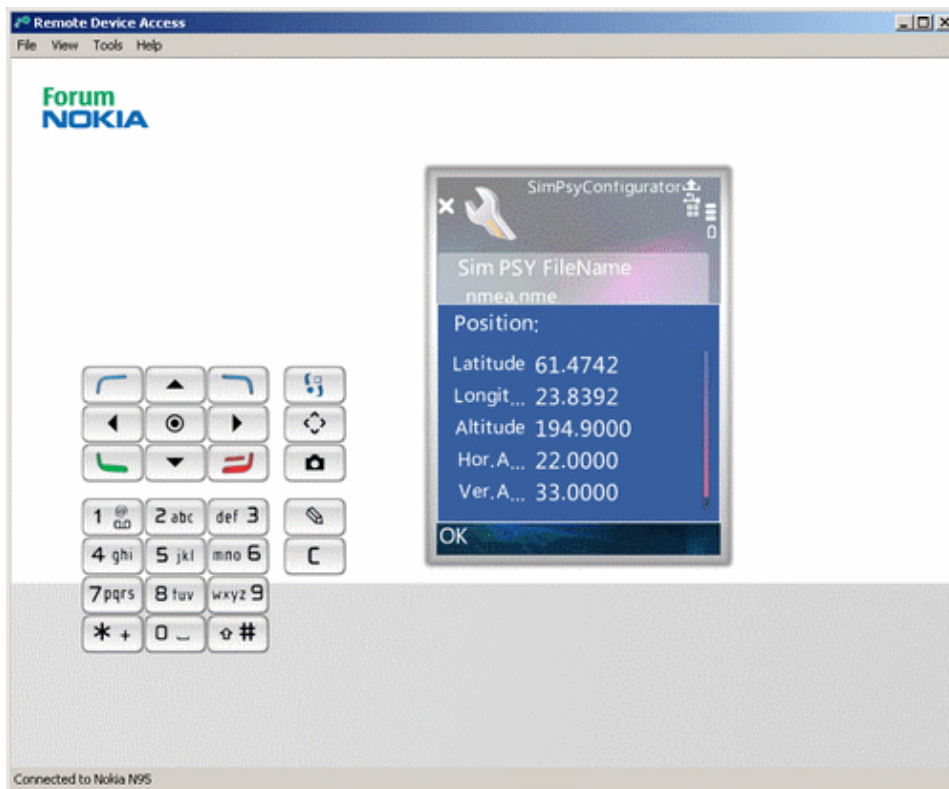 Remote Device Access
File View Tools Help
Forum
NOKIA
SimPsyConfigurator
Sim PSY FileName
nmea.nme
Position:
Latitude 61.4742
Longit... 23.8392
Altitude 194.9000
Hor.A... 22.0000
Ver.A... 33.0000
OK
1 2 abc def 3
4 ghi 5 jkl mno 6 C
7pqrs 8 tuv wxyz 9
* + 0 #
Connected to Nokia N95